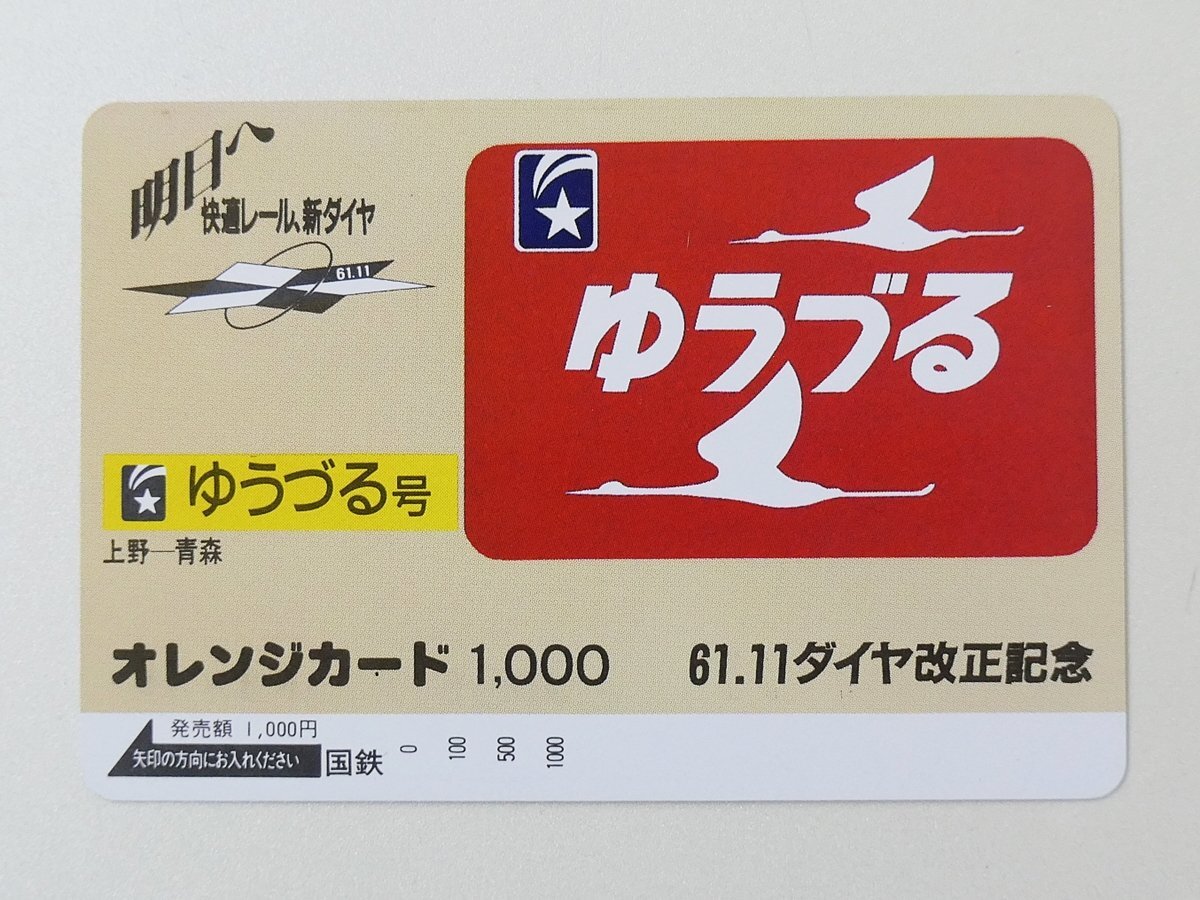 明日へ
快適レール、新ダイヤ
61.11
ゆうづる
ゆうづる号
上野―青森
オレンジカード 1,000
61.11ダイヤ改正記念
発売額 1,000円
矢印の方向にお入れください
国鉄
0 100 500 1000